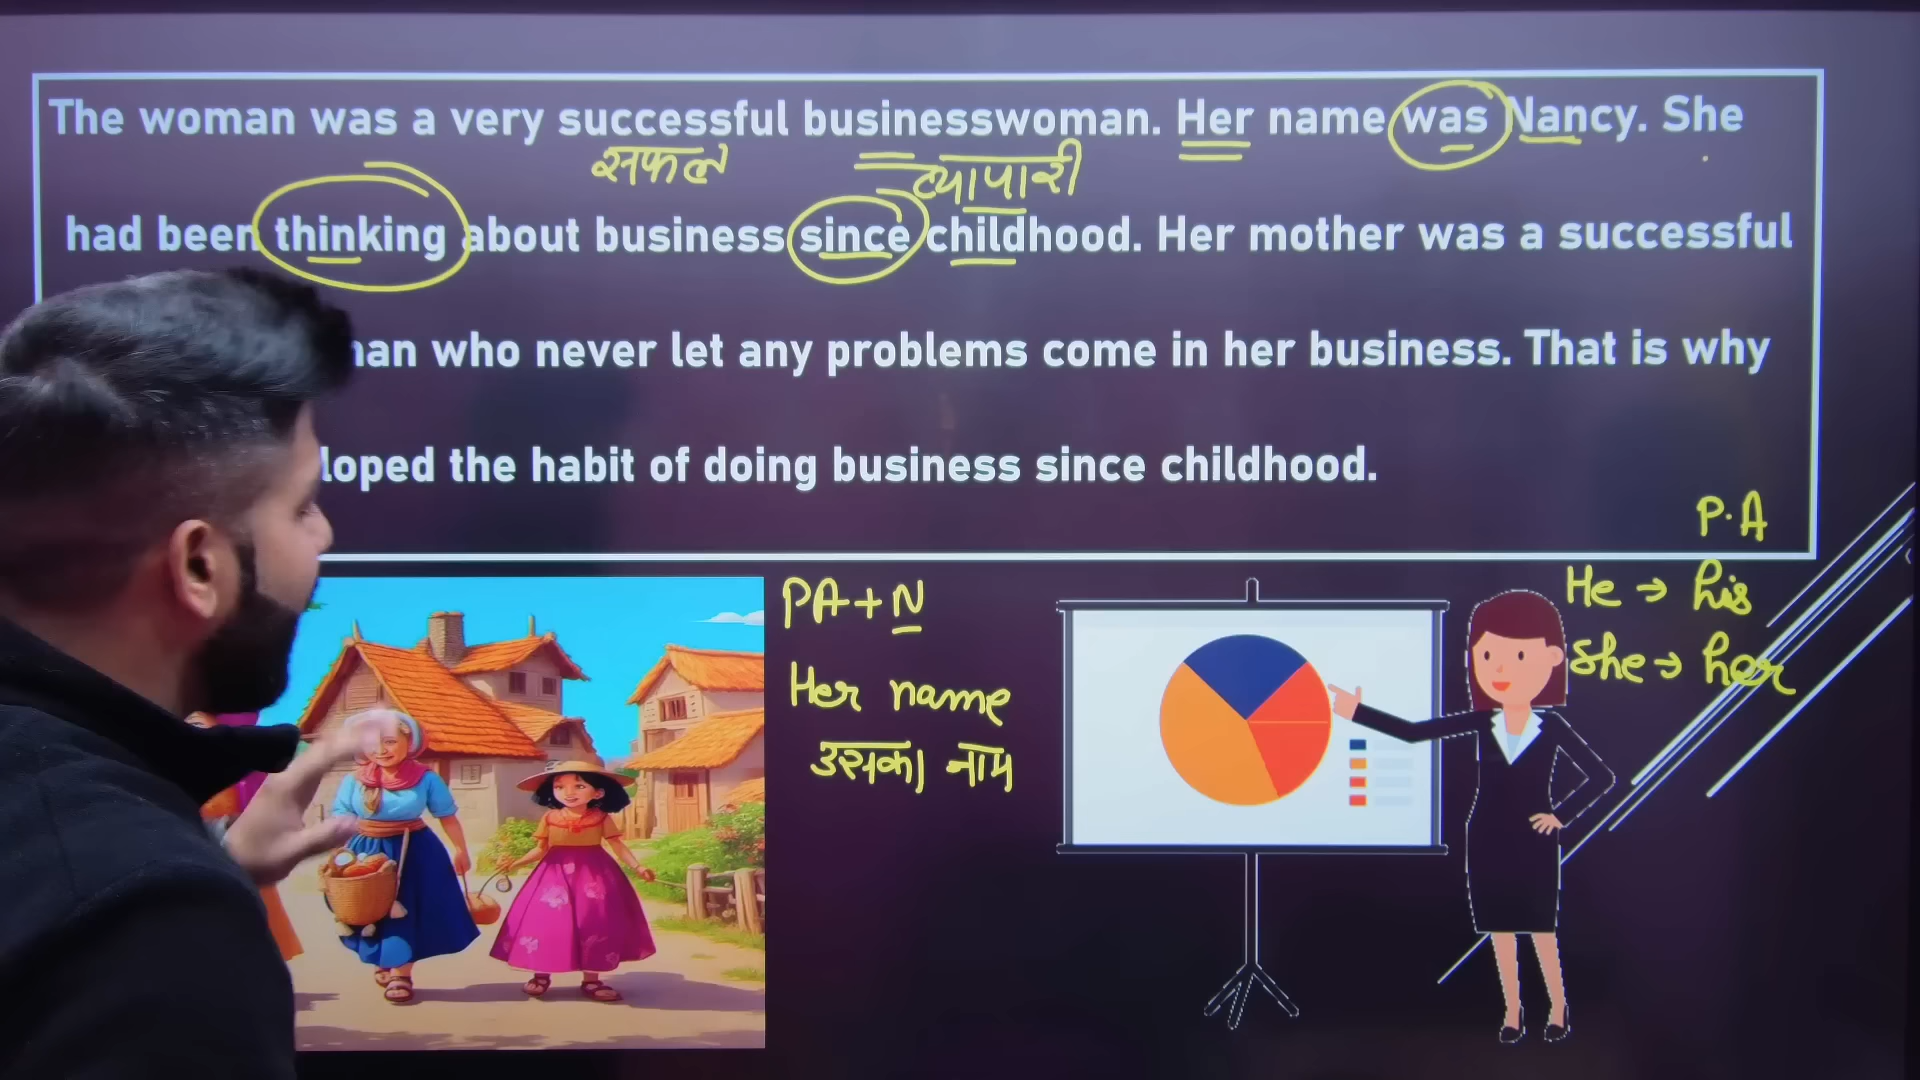 The woman was a very successful businesswoman. Her name was Nancy. She
सफल व्यापारी
had been thinking about business since childhood. Her mother was a successful
who never let any problems come in her business. That is why
the habit of doing business since childhood.
P.A
He → his
She → her
PA + N
Her name
उसका नाम